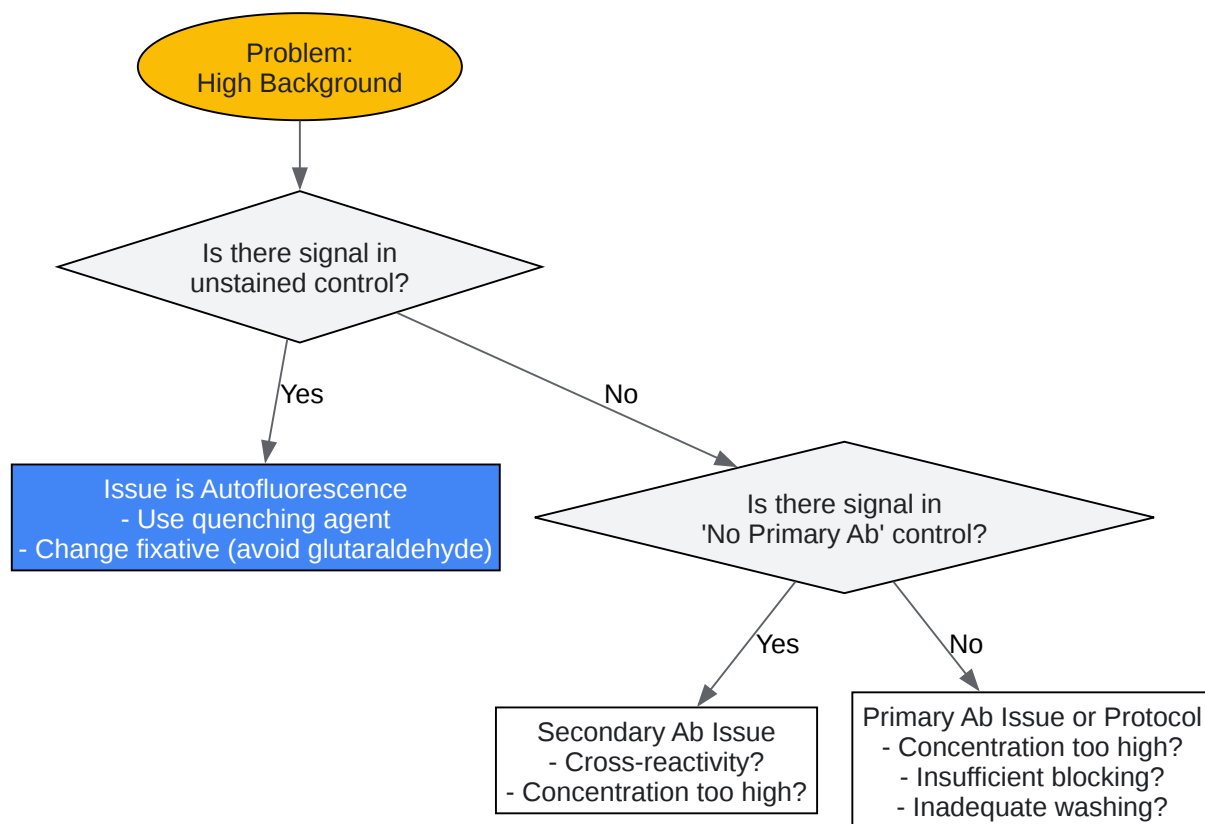 Problem:
High Background
Is there signal in
unstained control?
Yes
No
Issue is Autofluorescence
- Use quenching agent
- Change fixative (avoid glutaraldehyde)
Is there signal in
'No Primary Ab' control?
Yes
No
Secondary Ab Issue
- Cross-reactivity?
- Concentration too high?
Primary Ab Issue or Protocol
- Concentration too high?
- Insufficient blocking?
- Inadequate washing?